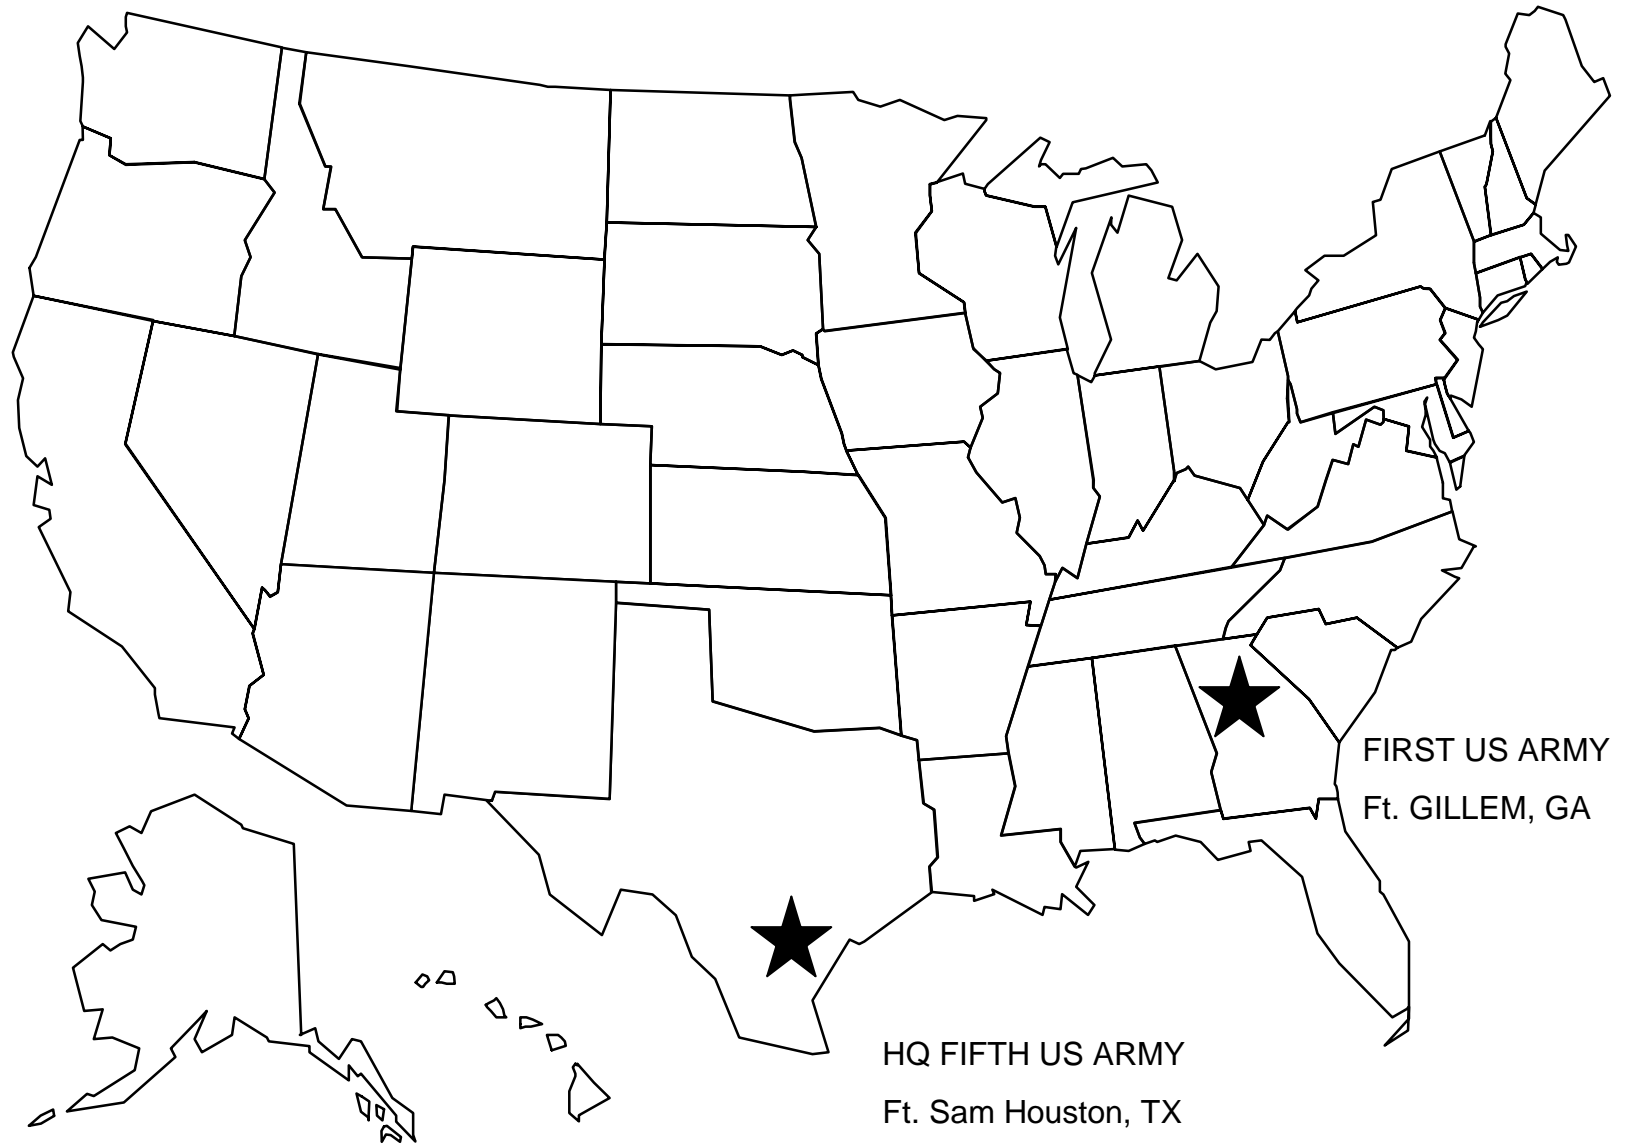 FIRST US ARMY
Ft. GILLEM, GA
HQ FIFTH US ARMY
Ft. Sam Houston, TX